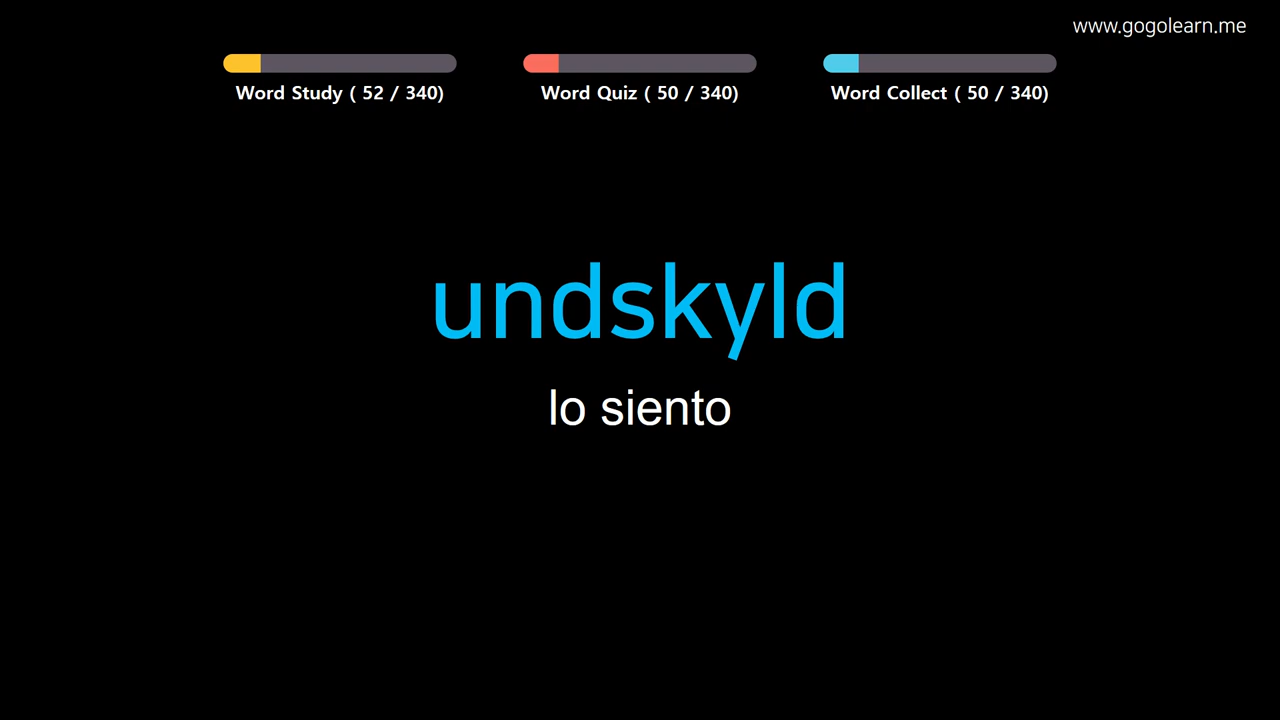 www.gogolearn.me
Word Study ( 52 / 340)
Word Quiz ( 50 / 340)
Word Collect ( 50 / 340)
undskyld
lo siento